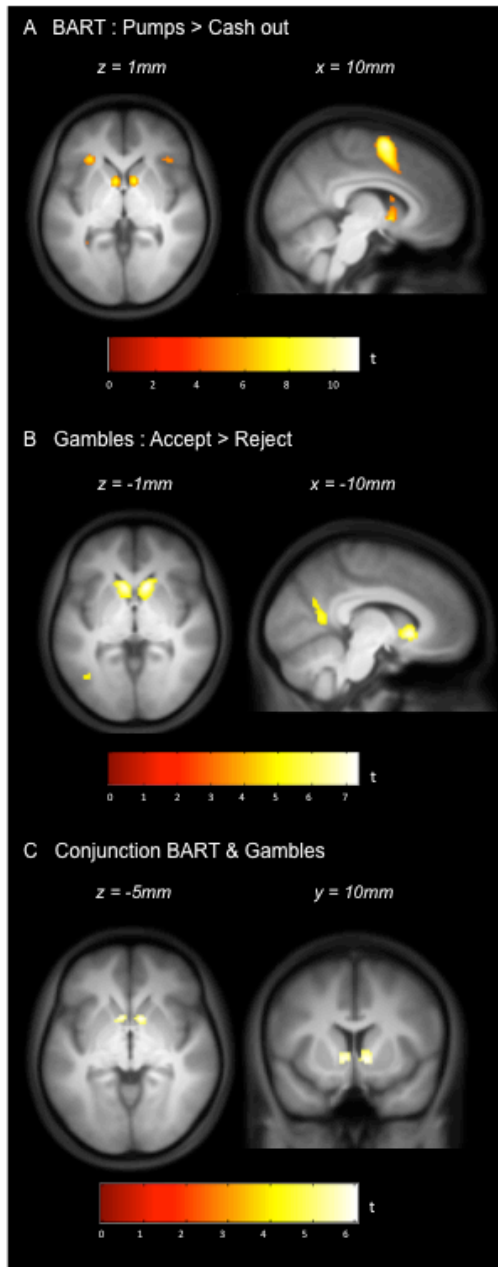 A BART : Pumps > Cash out
z = 1mm x = 10mm
t
0 2 4 6 8 10
B Gambles : Accept > Reject
z = -1mm x = -10mm
t
0 1 2 3 4 5 6 7
C Conjunction BART & Gambles
z = -5mm y = 10mm
t
0 1 2 3 4 5 6